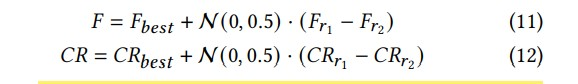 F = F_best + 𝒩(0, 0.5) · (F_r₁ − F_r₂) (11)
CR = CR_best + 𝒩(0, 0.5) · (CR_r₁ − CR_r₂) (12)